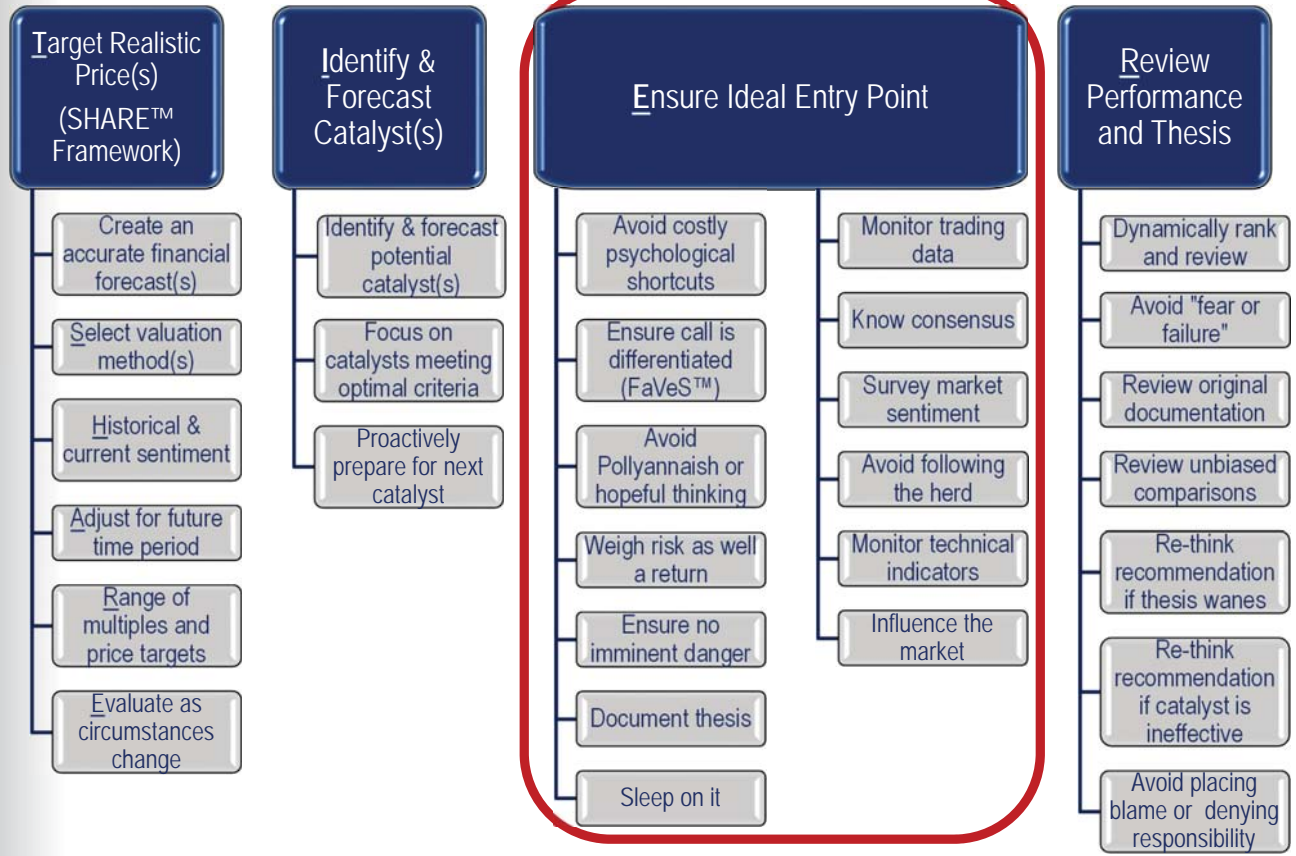 Target Realistic
Price(s)
(SHARE™
Framework)
Create an
accurate financial
forecast(s)
Select valuation
method(s)
Historical &
current sentiment
Adjust for future
time period
Range of
multiples and
price targets
Evaluate as
circumstances
change
Identify &
Forecast
Catalyst(s)
Identify & forecast
potential
catalyst(s)
Focus on
catalysts meeting
optimal criteria
Proactively
prepare for next
catalyst
Ensure Ideal Entry Point
Avoid costly
psychological
shortcuts
Ensure call is
differentiated
(FaVeS™)
Avoid
Pollyannaish or
hopeful thinking
Weigh risk as well
a return
Ensure no
imminent danger
Document thesis
Sleep on it
Monitor trading
data
Know consensus
Survey market
sentiment
Avoid following
the herd
Monitor technical
indicators
Influence the
market
Review
Performance
and Thesis
Dynamically rank
and review
Avoid "fear or
failure"
Review original
documentation
Review unbiased
comparisons
Re-think
recommendation
if thesis wanes
Re-think
recommendation
if catalyst is
ineffective
Avoid placing
blame or denying
responsibility